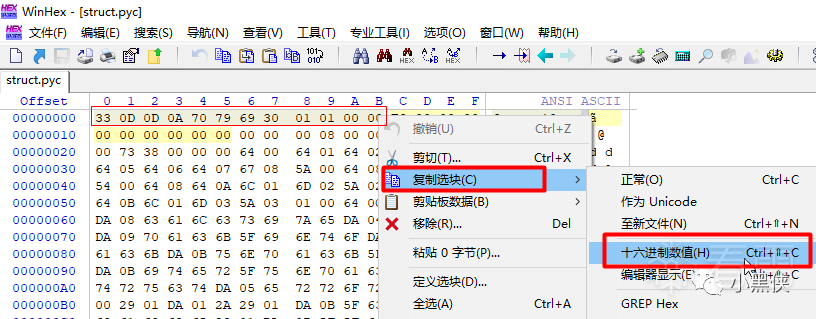 WinHex - [struct.pyc]
文件(F) 编辑(E) 搜索(S) 导航(N) 查看(V) 工具(T) 专业工具(I) 选项(O) 窗口(W) 帮助(H)
struct.pyc
Offset 0 1 2 3 4 5 6 7 8 9 A B C D E F ANSI ASCII
00000000 33 0D 0D 0A 70 79 69 30 01 01 00 00
00000010 00 00 00 00 00 00 00 00 00 08 00 00 @
00000020 00 73 38 00 00 00 64 00 64 01 64 02 d d
00000030 64 05 64 06 64 07 67 08 5A 00 64 08
00000040 54 00 64 08 64 0A 6C 01 6D 02 5A 02
00000050 64 0B 6C 01 6D 03 5A 03 01 00 64
00000060 DA 08 63 61 6C 63 73 69 7A 65 DA 04
00000070 DA 09 70 61 63 6B 5F 69 6E 74 6F DA
00000080 61 63 6B DA 0B 75 6E 70 61 63 6B
00000090 DA 0B 69 74 65 72 5F 75 6E 70 61 63
000000A0 74 72 75 63 74 DA 05 65 72 72 6F 72
000000B0 00 29 01 DA 01 2A 29 01 DA 0B 5F 63
撤销(U) Ctrl+Z
剪切(T)... Ctrl+X
复制选块(C)
剪贴板数据(B)
移除(R)... Del
粘贴 0 字节(P)...
定义选块(D)...
全选(A) Ctrl+A
正常(O) Ctrl+C
作为 Unicode
至新文件(N) Ctrl+⇑+N
十六进制数值(H) Ctrl+⇑+C
编辑器显示(E)
GREP Hex
小黑侠